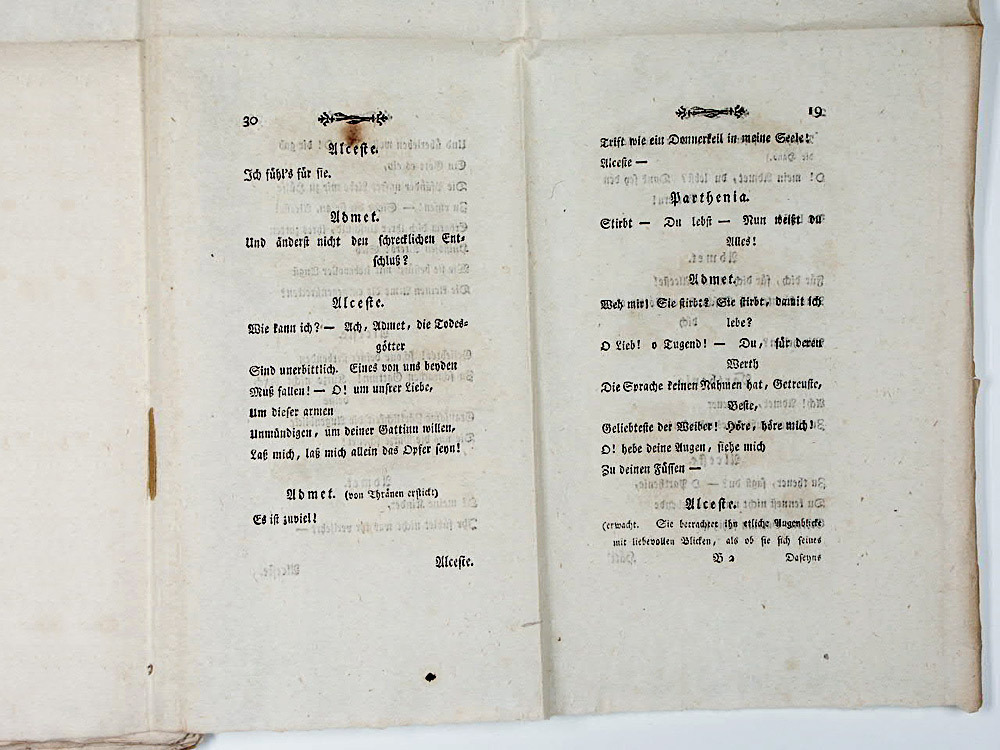 30
Alceste.
Ich fühl's für sie.
Admet.
Und änderst nicht den schrecklichen Ent-
schluß?
Alceste.
Wie kann ich? — Ach, Admet, die Todes-
götter
Sind unerbittlich. Eines von uns beyden
Muß fallen! — O! um unsrer Liebe,
Um dieser armen
Unmündigen, um deiner Gattinn willen,
Laß mich, laß mich allein das Opfer seyn!
Admet. (von Thränen erstickt)
Es ist zuviel!
Alceste.
19
Trift wie ein Donnerkeil in meine Seele!
Alceste —
Parthenia.
Stirbt — Du lebst — Nun weißt du
Alles!
Admet.
Weh mir! Sie stirbt? Sie stirbt, damit ich
lebe?
O Lieb! o Tugend! — Du, für deren
Werth
Die Sprache keinen Nahmen hat, Getreuste,
Beste,
Geliebteste der Weiber! Höre, höre mich!
O! hebe deine Augen, siehe mich
Zu deinen Füssen —
Alceste.
(erwacht. Sie betrachtet ihn etliche Augenblicke
mit liebevollen Blicken, als ob sie sich seines
B 2 Daseyns